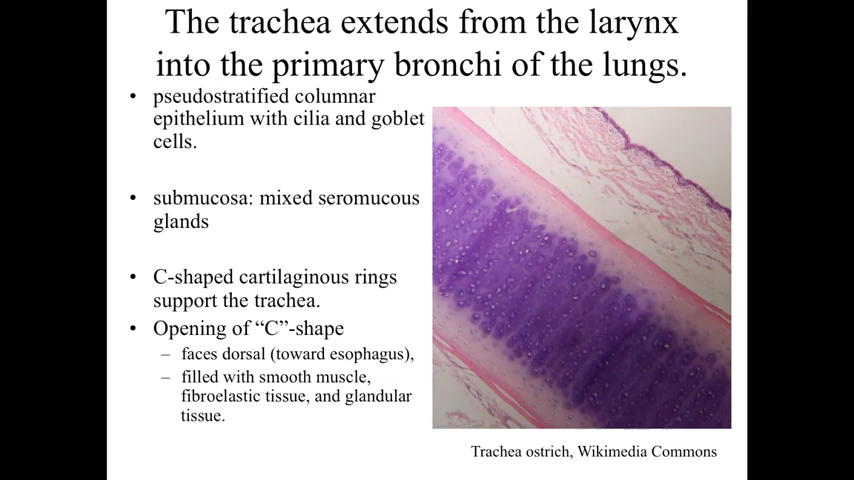 The trachea extends from the larynx
into the primary bronchi of the lungs.
• pseudostratified columnar
epithelium with cilia and goblet
cells.
• submucosa: mixed seromucous
glands
• C-shaped cartilaginous rings
support the trachea.
• Opening of “C”-shape
– faces dorsal (toward esophagus),
– filled with smooth muscle,
fibroelastic tissue, and glandular
tissue.
Trachea ostrich, Wikimedia Commons